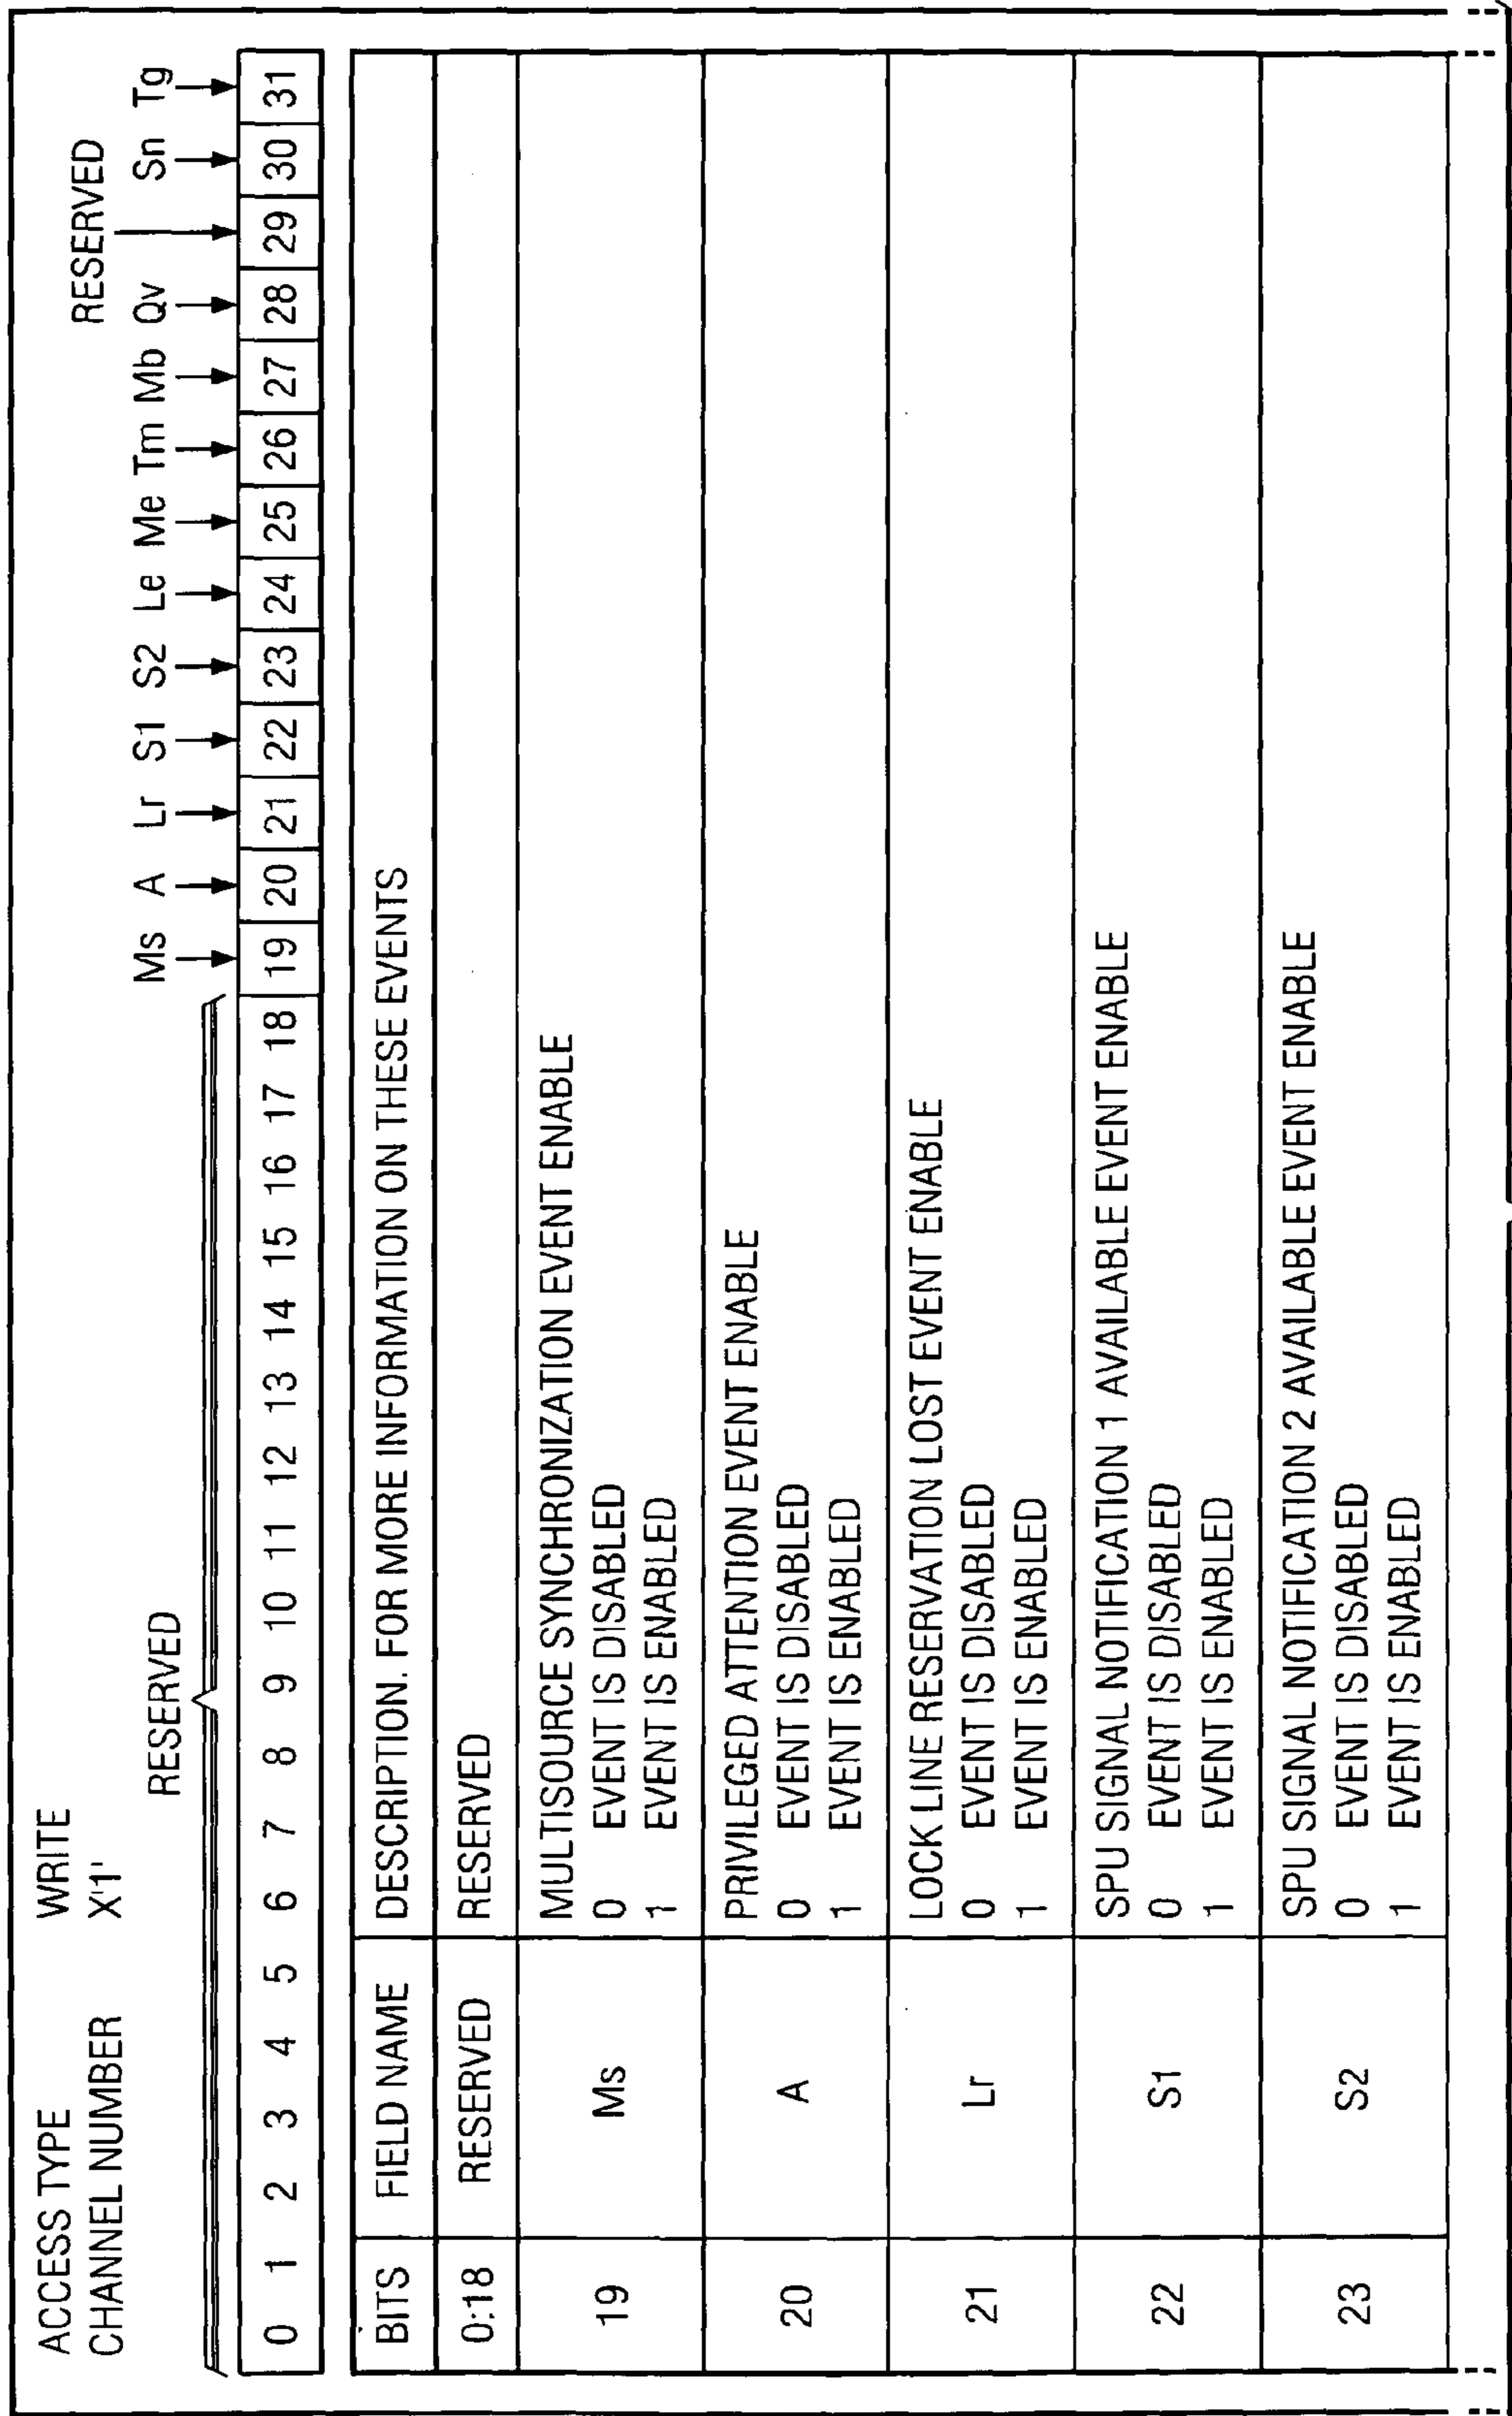 ACCESS TYPE WRITE
CHANNEL NUMBER X'1'
RESERVED
RESERVED
Ms A Lr S1 S2 Le Me Tm Mb Qv Sn Tg
0 1 2 3 4 5 6 7 8 9 10 11 12 13 14 15 16 17 18 19 20 21 22 23 24 25 26 27 28 29 30 31
BITS FIELD NAME DESCRIPTION. FOR MORE INFORMATION ON THESE EVENTS
0:18 RESERVED RESERVED
19 Ms MULTISOURCE SYNCHRONIZATION EVENT ENABLE
0 EVENT IS DISABLED
1 EVENT IS ENABLED
20 A PRIVILEGED ATTENTION EVENT ENABLE
0 EVENT IS DISABLED
1 EVENT IS ENABLED
21 Lr LOCK LINE RESERVATION LOST EVENT ENABLE
0 EVENT IS DISABLED
1 EVENT IS ENABLED
22 S1 SPU SIGNAL NOTIFICATION 1 AVAILABLE EVENT ENABLE
0 EVENT IS DISABLED
1 EVENT IS ENABLED
23 S2 SPU SIGNAL NOTIFICATION 2 AVAILABLE EVENT ENABLE
0 EVENT IS DISABLED
1 EVENT IS ENABLED